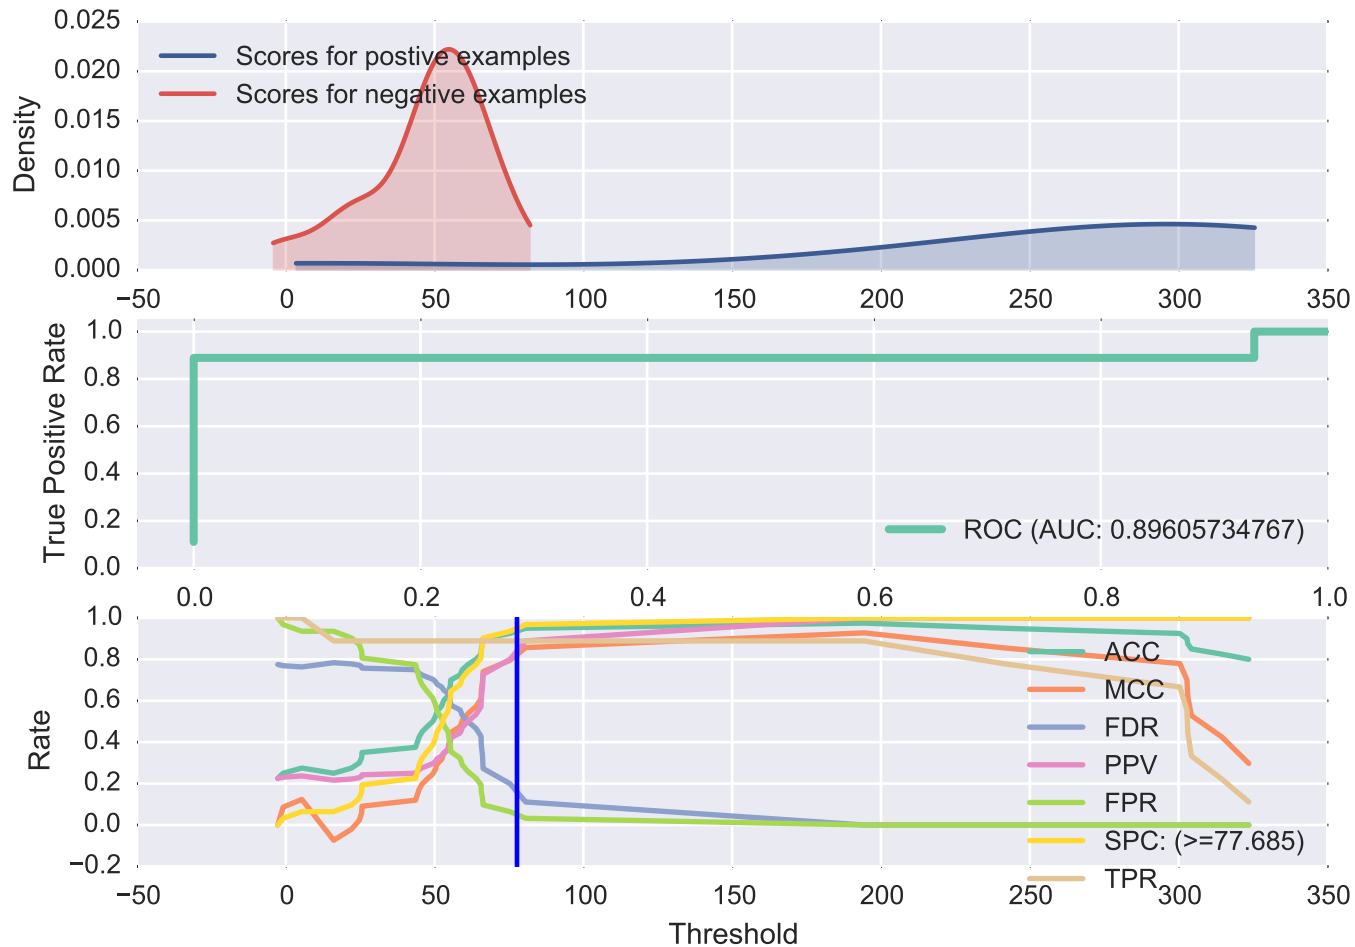 0.025
0.020
0.015
0.010
0.005
0.000
Density
Scores for postive examples
Scores for negative examples
−50 0 50 100 150 200 250 300 350
1.0
0.8
0.6
0.4
0.2
0.0
True Positive Rate
ROC (AUC: 0.89605734767)
0.0 0.2 0.4 0.6 0.8 1.0
1.0
0.8
0.6
0.4
0.2
0.0
−0.2
Rate
ACC
MCC
FDR
PPV
FPR
SPC: (>=77.685)
TPR
−50 0 50 100 150 200 250 300 350
Threshold